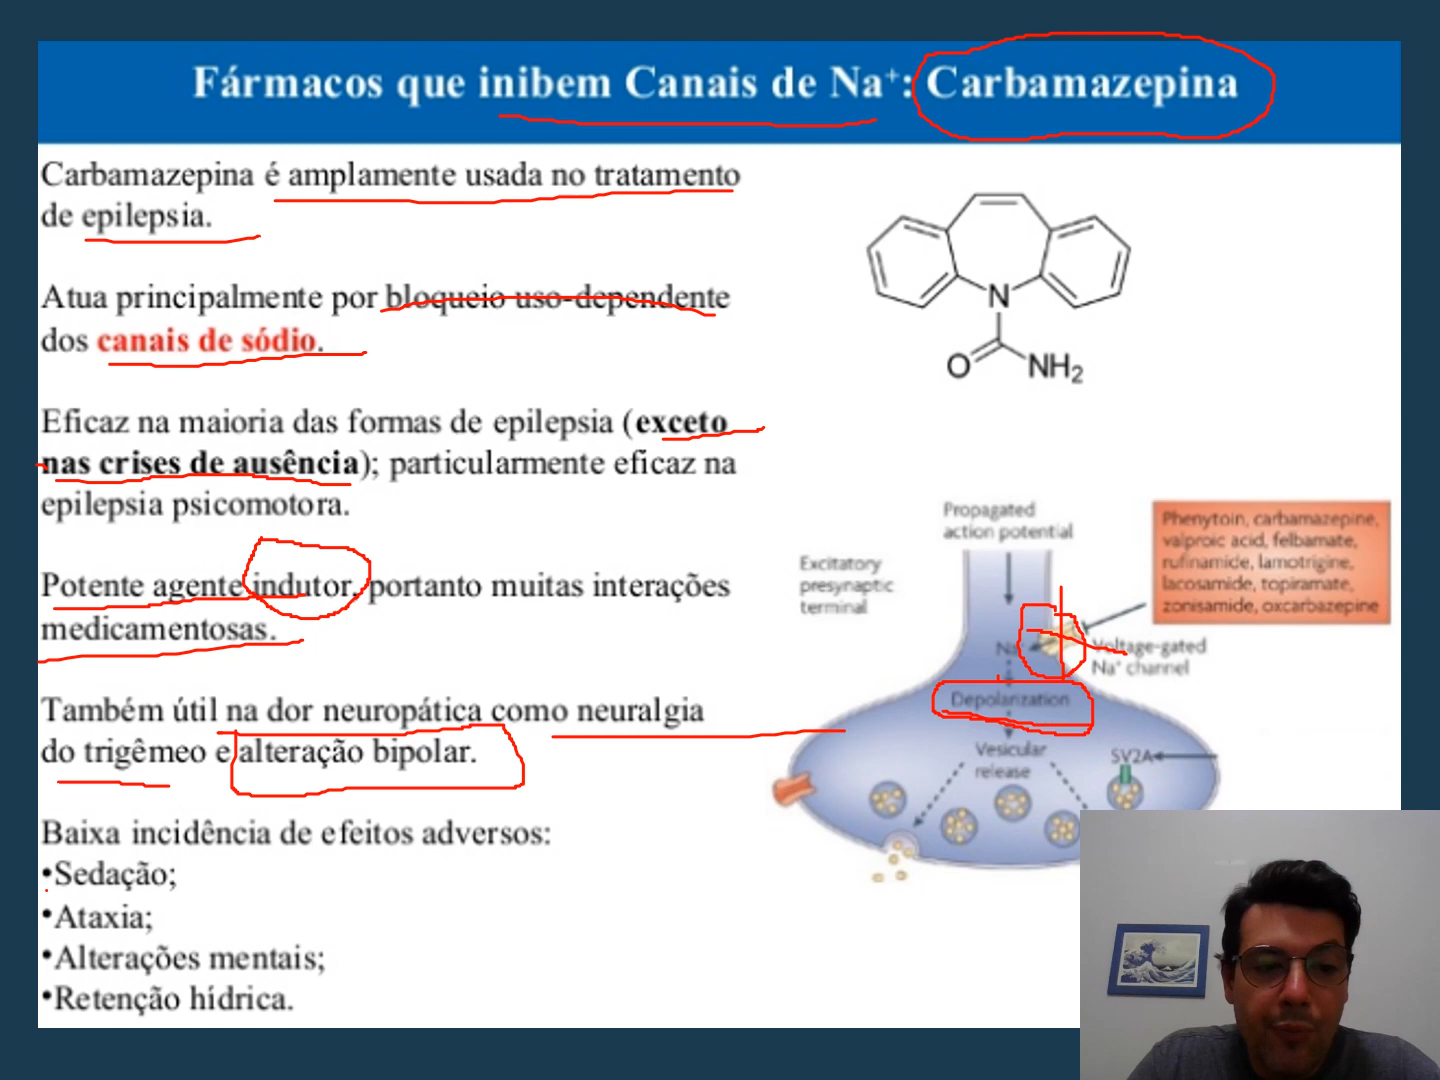 Fármacos que inibem Canais de Na⁺: Carbamazepina
Carbamazepina é amplamente usada no tratamento
de epilepsia.
Atua principalmente por bloqueio uso-dependente
dos canais de sódio.
Eficaz na maioria das formas de epilepsia (exceto
nas crises de ausência); particularmente eficaz na
epilepsia psicomotora.
Potente agente indutor, portanto muitas interações
medicamentosas.
Também útil na dor neuropática como neuralgia
do trigêmeo e alteração bipolar.
Baixa incidência de efeitos adversos:
•Sedação;
•Ataxia;
•Alterações mentais;
•Retenção hídrica.
N
O
NH₂
Propagated
action potential
Excitatory
presynaptic
terminal
Phenytoin, carbamazepine,
valproic acid, felbamate,
rufinamide, lamotrigine,
lacosamide, topiramate,
zonisamide, oxcarbazepine
Na⁺
Voltage-gated
Na⁺ channel
Depolarization
Vesicular
release
SV2A